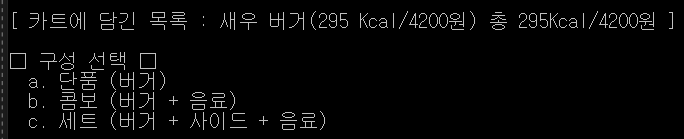 [ 카트에 담긴 목록 : 새우 버거(295 Kcal/4200원) 총 295Kcal/4200원 ]
□ 구성 선택 □
a. 단품 (버거)
b. 콤보 (버거 + 음료)
c. 세트 (버거 + 사이드 + 음료)